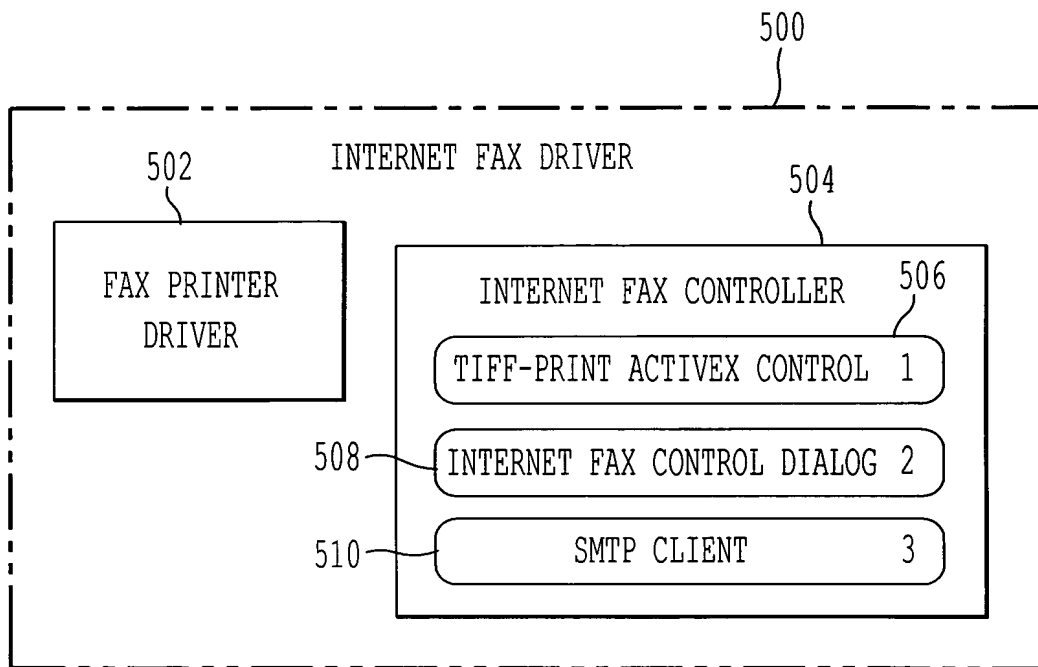 500
INTERNET FAX DRIVER
502
504
FAX PRINTER
DRIVER
INTERNET FAX CONTROLLER
506
TIFF-PRINT ACTIVEX CONTROL 1
508
INTERNET FAX CONTROL DIALOG 2
510
SMTP CLIENT 3